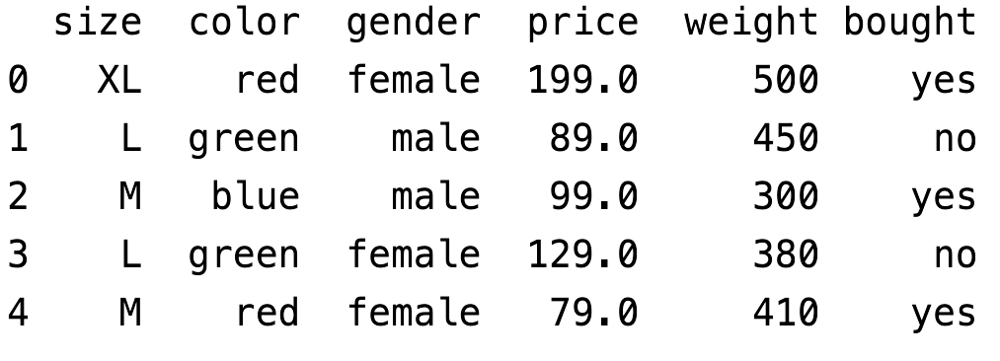 size color gender price weight bought
0 XL red female 199.0 500 yes
1 L green male 89.0 450 no
2 M blue male 99.0 300 yes
3 L green female 129.0 380 no
4 M red female 79.0 410 yes